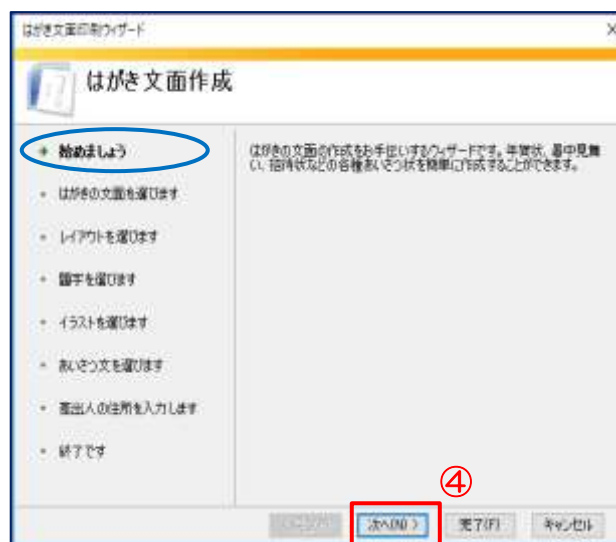 はがき文面印刷ウィザード
はがき文面作成
始めましょう
はがきの文面を選びます
レイアウトを選びます
題字を選びます
イラストを選びます
あいさつ文を選びます
差出人の住所を入力します
終了です
はがきの文面の作成をお手伝いするウィザードです。年賀状、暑中見舞
い、招待状などの各種あいさつ状を簡単に作成することができます。
④
次へ(N) >
完了(F)
キャンセル